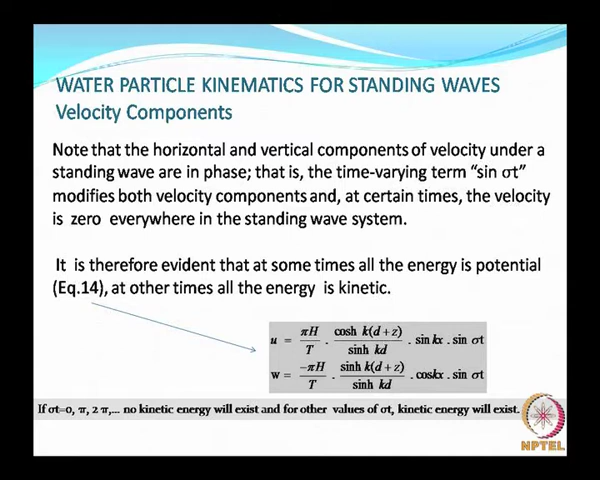 WATER PARTICLE KINEMATICS FOR STANDING WAVES
Velocity Components
Note that the horizontal and vertical components of velocity under a
standing wave are in phase; that is, the time-varying term “sin σt”
modifies both velocity components and, at certain times, the velocity
is zero everywhere in the standing wave system.
It is therefore evident that at some times all the energy is potential
(Eq.14), at other times all the energy is kinetic.
u = πH/T . cosh k(d+z)/sinh kd . sin kx . sin σt
w = −πH/T . sinh k(d+z)/sinh kd . coskx . sin σt
If σt=0, π, 2 π,... no kinetic energy will exist and for other values of σt, kinetic energy will exist.
NPTEL